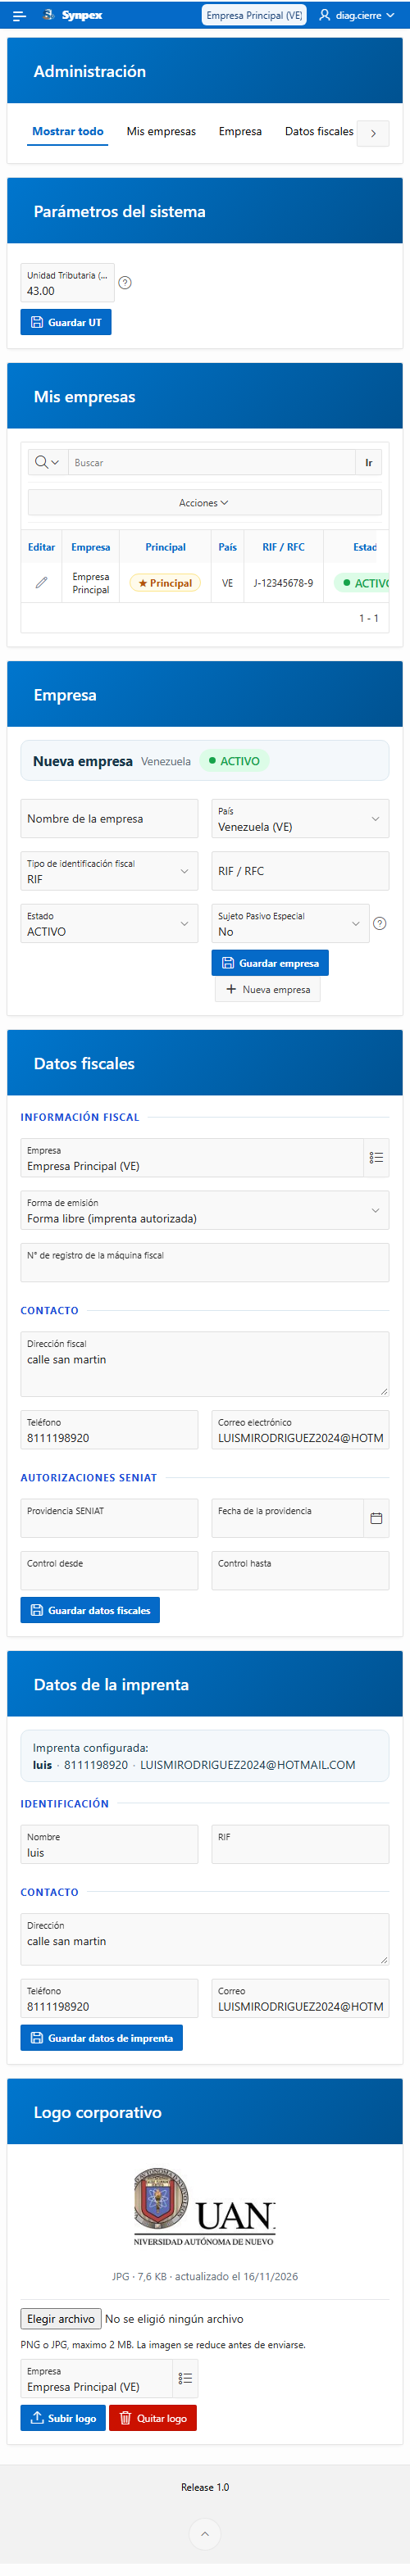 Synpex
Empresa Principal (VE)
diag.cierre
Administración
Mostrar todo
Mis empresas
Empresa
Datos fiscales
Parámetros del sistema
Unidad Tributaria (...
43.00
Guardar UT
Mis empresas
Buscar
Ir
Acciones
Editar Empresa Principal País RIF / RFC Estad
Empresa
Principal
★ Principal
VE
J-12345678-9
ACTIVO
1 - 1
Empresa
Nueva empresa Venezuela ACTIVO
Nombre de la empresa
País
Venezuela (VE)
Tipo de identificación fiscal
RIF
RIF / RFC
Estado
ACTIVO
Sujeto Pasivo Especial
No
Guardar empresa
Nueva empresa
Datos fiscales
INFORMACIÓN FISCAL
Empresa
Empresa Principal (VE)
Forma de emisión
Forma libre (imprenta autorizada)
N° de registro de la máquina fiscal
CONTACTO
Dirección fiscal
calle san martin
Teléfono
8111198920
Correo electrónico
LUISMIRODRIGUEZ2024@HOTM
AUTORIZACIONES SENIAT
Providencia SENIAT
Fecha de la providencia
Control desde
Control hasta
Guardar datos fiscales
Datos de la imprenta
Imprenta configurada:
luis · 8111198920 · LUISMIRODRIGUEZ2024@HOTMAIL.COM
IDENTIFICACIÓN
Nombre
luis
RIF
CONTACTO
Dirección
calle san martin
Teléfono
8111198920
Correo
LUISMIRODRIGUEZ2024@HOTM
Guardar datos de imprenta
Logo corporativo
UAN
NIVERSIDAD AUTÓNOMA DE NUEVO
JPG · 7,6 KB · actualizado el 16/11/2026
Elegir archivo No se eligió ningún archivo
PNG o JPG, maximo 2 MB. La imagen se reduce antes de enviarse.
Empresa
Empresa Principal (VE)
Subir logo
Quitar logo
Release 1.0